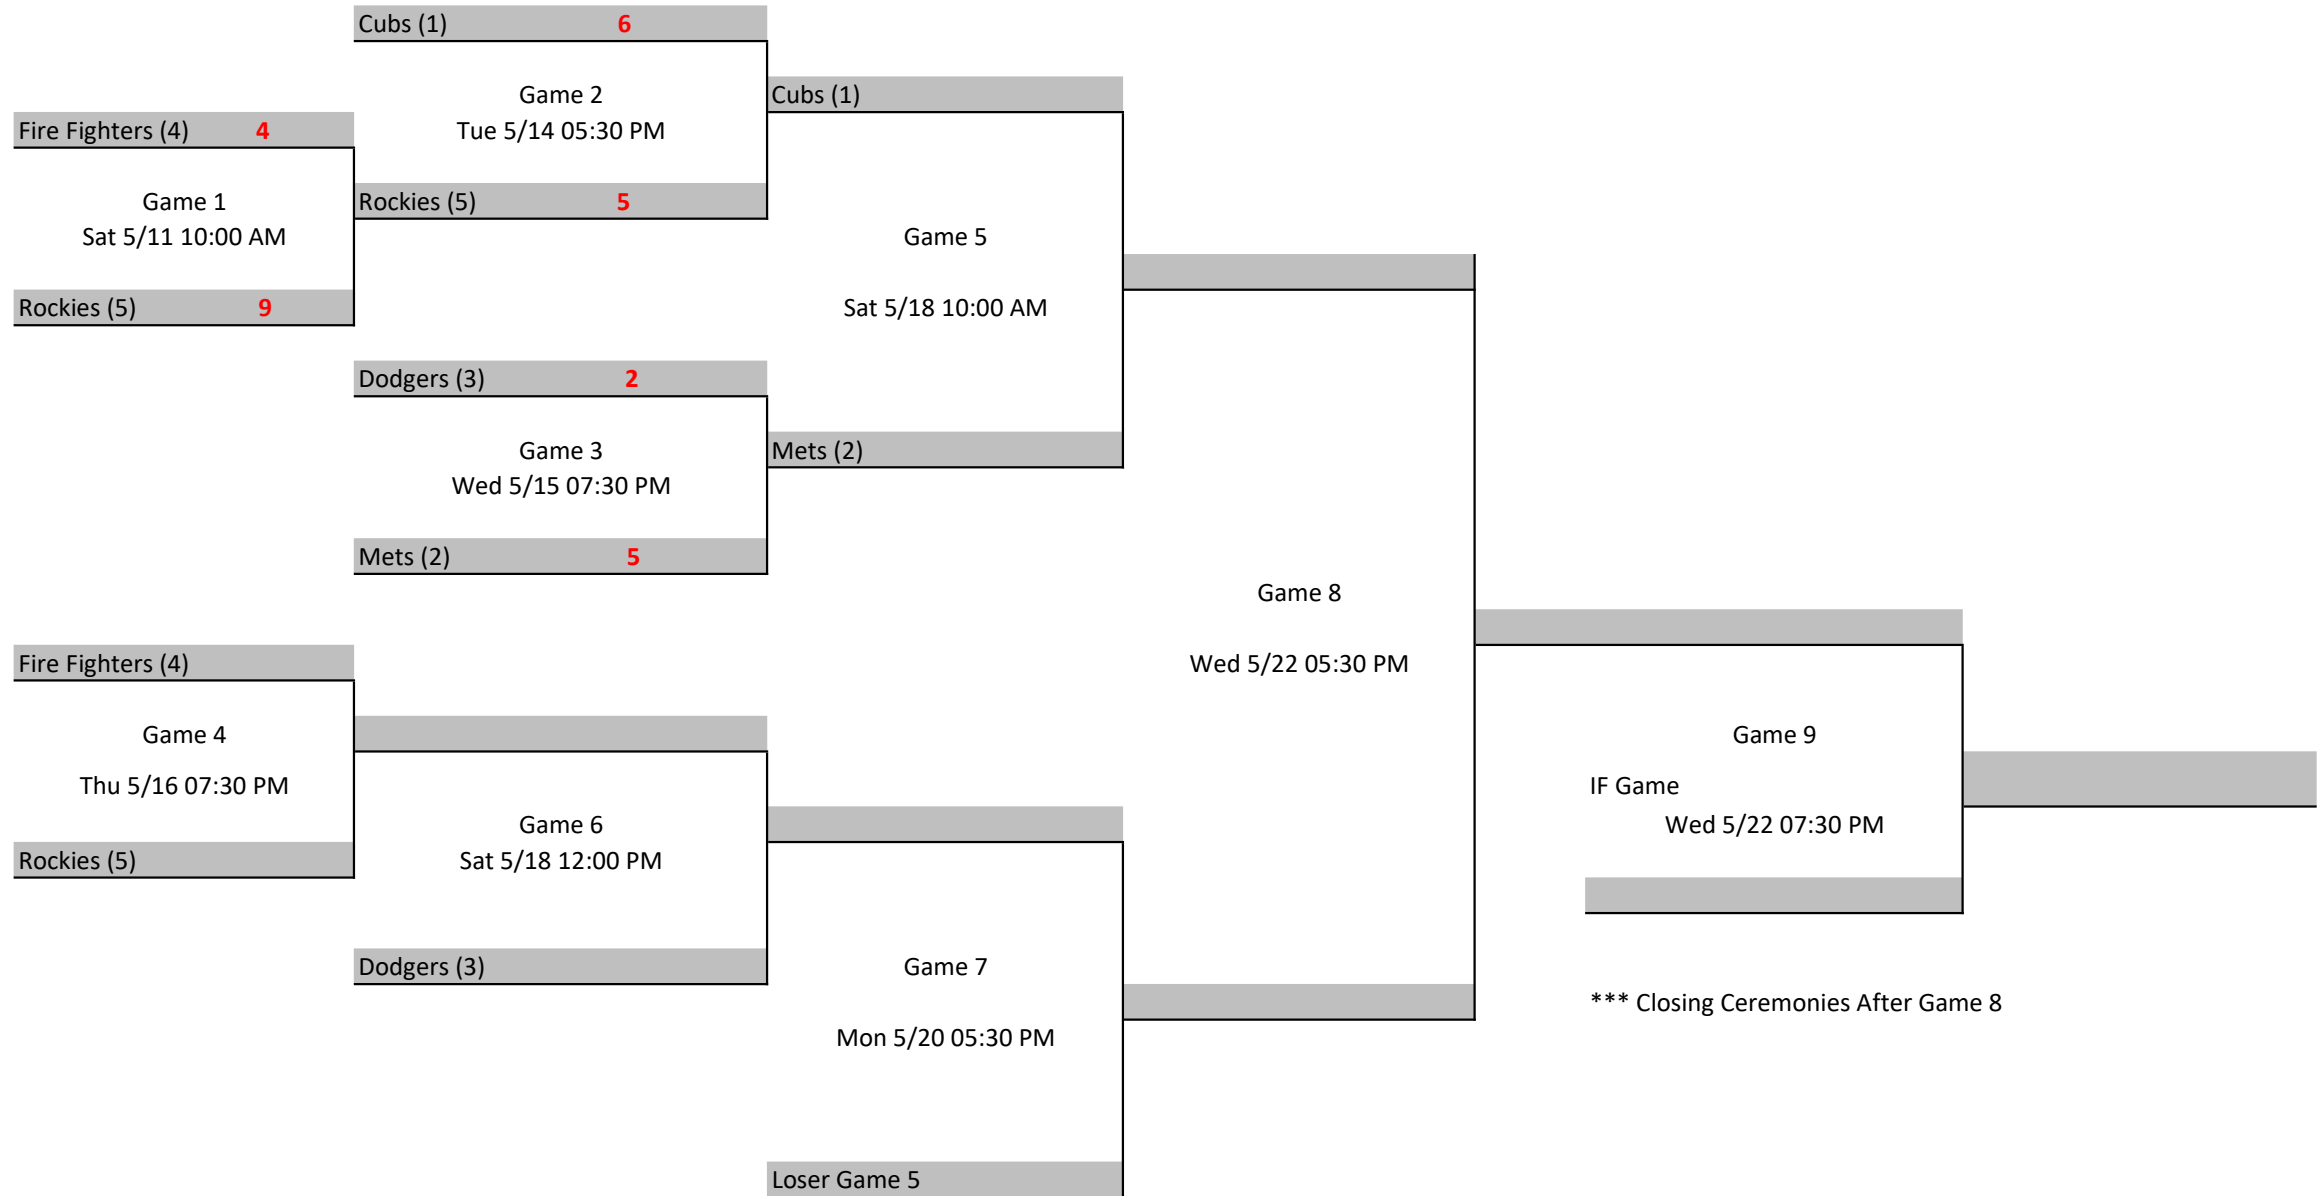 Cubs (1) 6
Game 2
Tue 5/14 05:30 PM
Rockies (5) 5
Fire Fighters (4) 4
Game 1
Sat 5/11 10:00 AM
Rockies (5) 9
Cubs (1)
Game 5
Sat 5/18 10:00 AM
Mets (2)
Dodgers (3) 2
Game 3
Wed 5/15 07:30 PM
Mets (2) 5
Game 8
Wed 5/22 05:30 PM
Fire Fighters (4)
Game 4
Thu 5/16 07:30 PM
Rockies (5)
Game 6
Sat 5/18 12:00 PM
Dodgers (3)
Game 7
Mon 5/20 05:30 PM
Loser Game 5
Game 9
IF Game
Wed 5/22 07:30 PM
*** Closing Ceremonies After Game 8